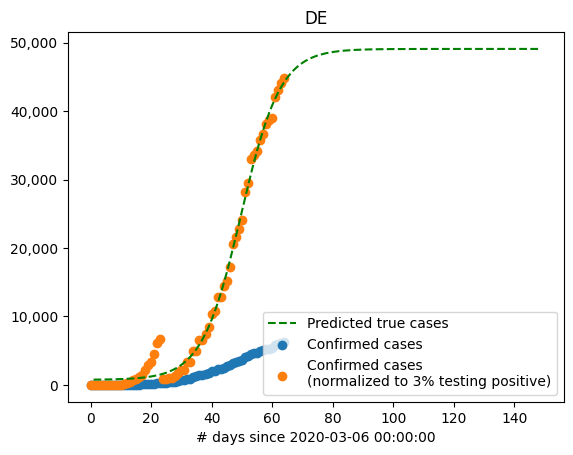 DE
50,000
40,000
30,000
20,000
10,000
0
Predicted true cases
Confirmed cases
Confirmed cases
(normalized to 3% testing positive)
0 20 40 60 80 100 120 140
# days since 2020-03-06 00:00:00